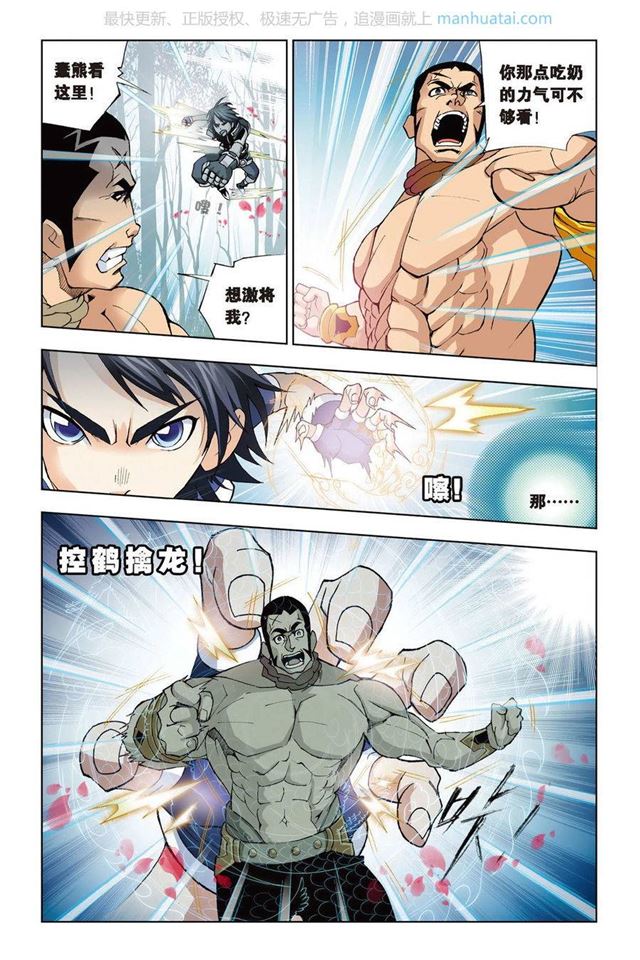 最快更新、正版授权、极速无广告，追漫画就上 manhuatai.com
蠢熊看
这里！
嗖！
想激将
我？
你那点吃奶
的力气可不
够看！
嚓！
那……
控鹤擒龙！